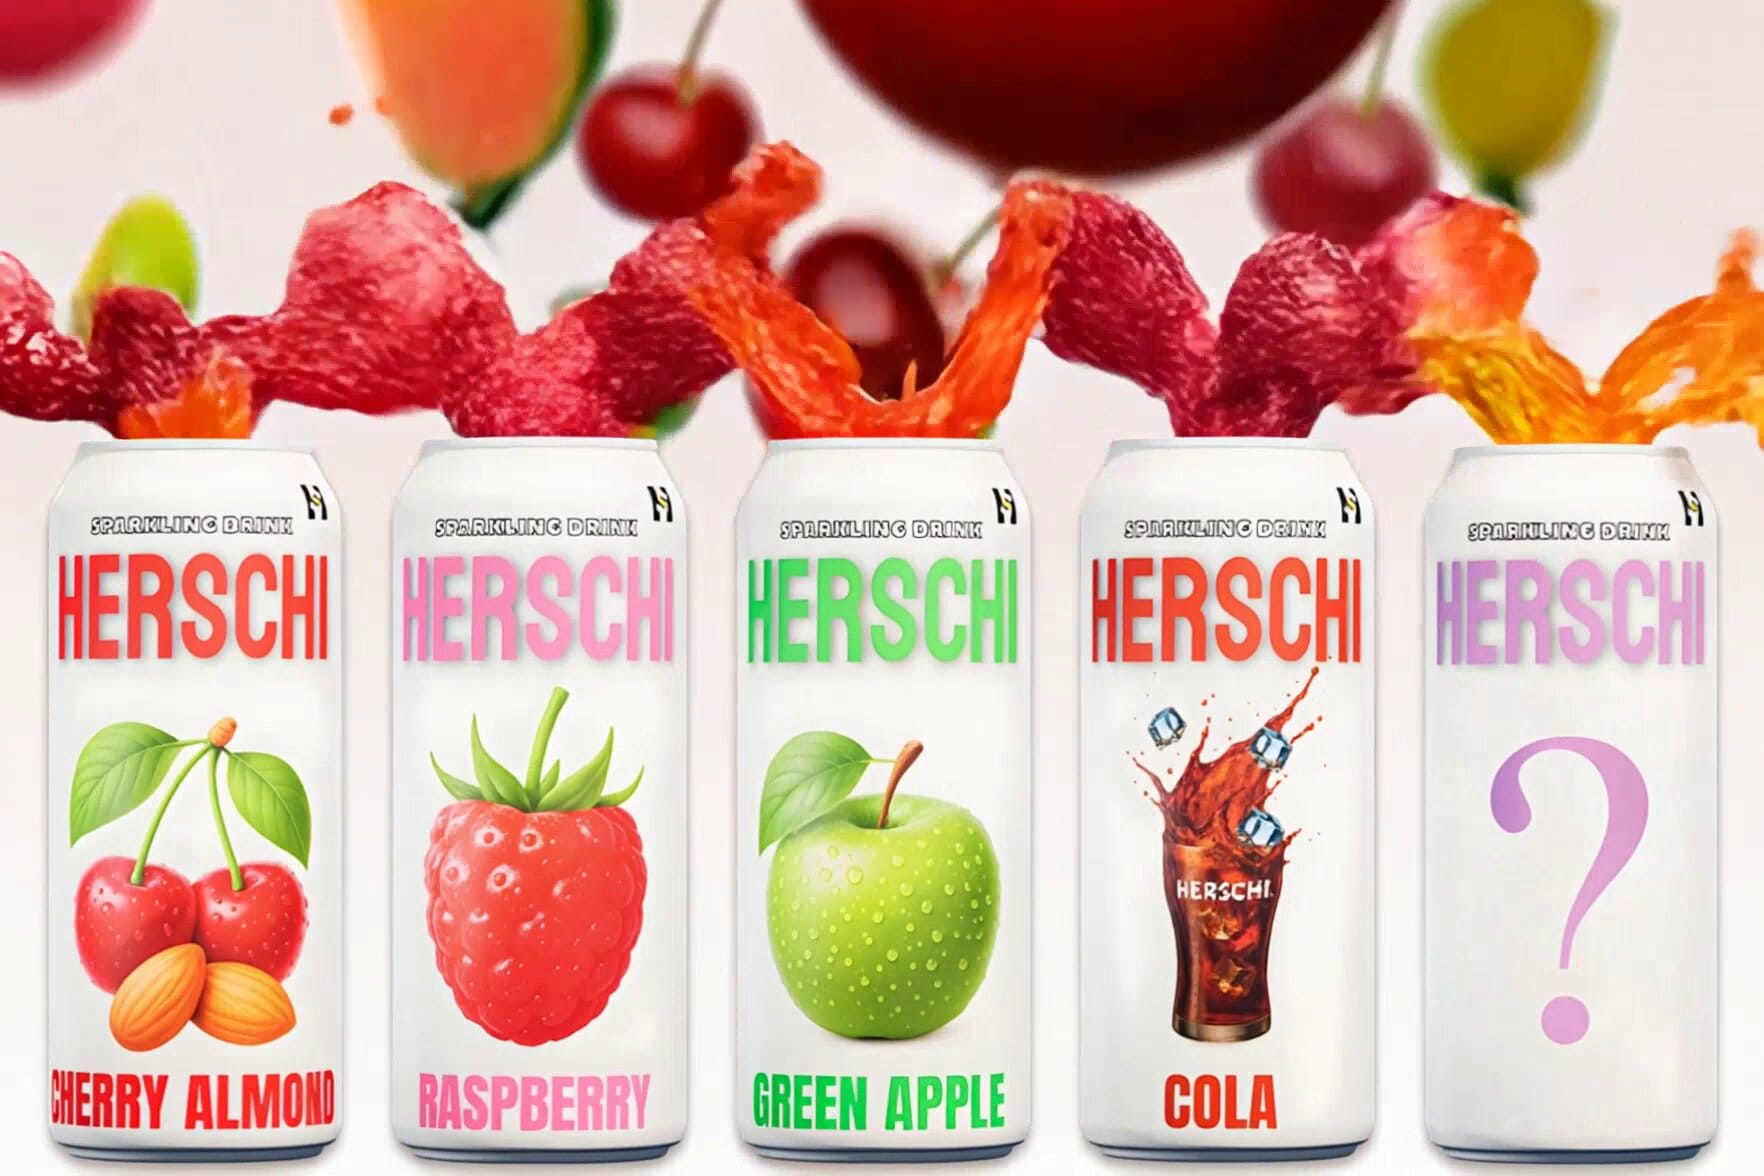 SPARKLING DRINK
HERSCHI
CHERRY ALMOND
SPARKLING DRINK
HERSCHI
RASPBERRY
SPARKLING DRINK
HERSCHI
GREEN APPLE
SPARKLING DRINK
HERSCHI
HERSCHI
COLA
SPARKLING DRINK
HERSCHI
?